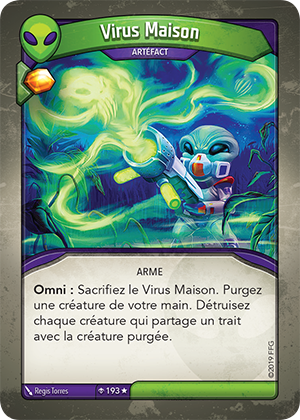 Virus Maison
ARTÉFACT
ARME
Omni : Sacrifiez le Virus Maison. Purgez
une créature de votre main. Détruisez
chaque créature qui partage un trait
avec la créature purgée.
©2019 FFG
Regis Torres
193